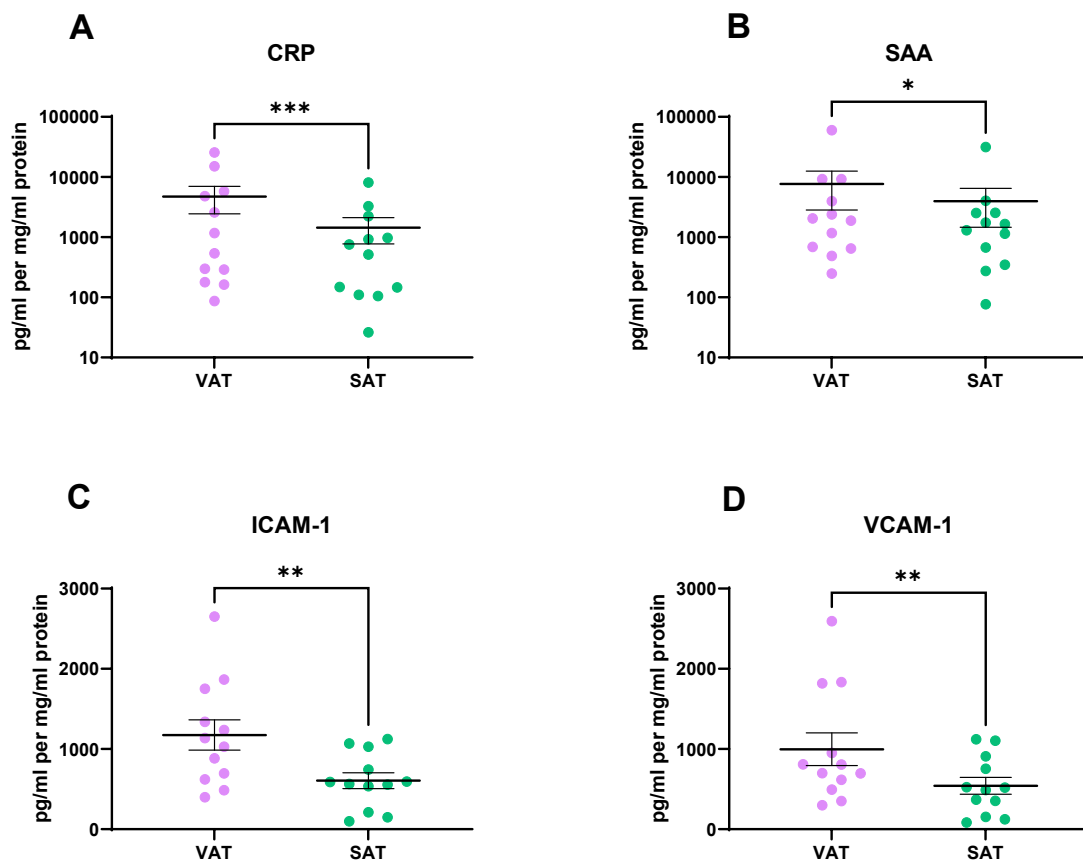 A
CRP
***
pg/ml per mg/ml protein
100000
10000
1000
100
10
VAT SAT
B
SAA
*
pg/ml per mg/ml protein
100000
10000
1000
100
10
VAT SAT
C
ICAM-1
**
pg/ml per mg/ml protein
3000
2000
1000
0
VAT SAT
D
VCAM-1
**
pg/ml per mg/ml protein
3000
2000
1000
0
VAT SAT